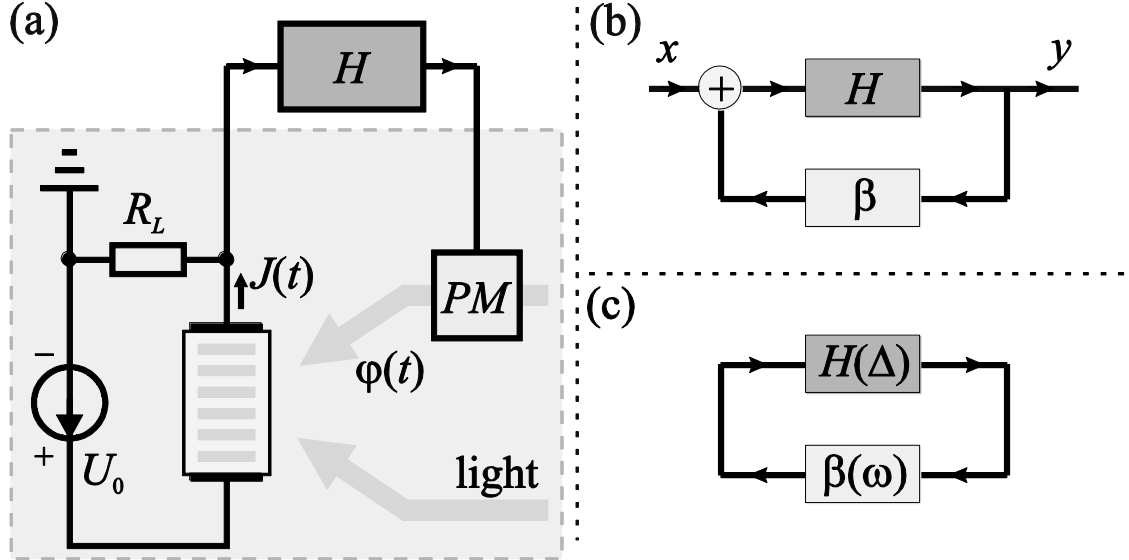 (a)
H
R_L
J(t)
PM
φ(t)
−
+
U_0
light
(b)
x
+
H
y
β
(c)
H(Δ)
β(ω)